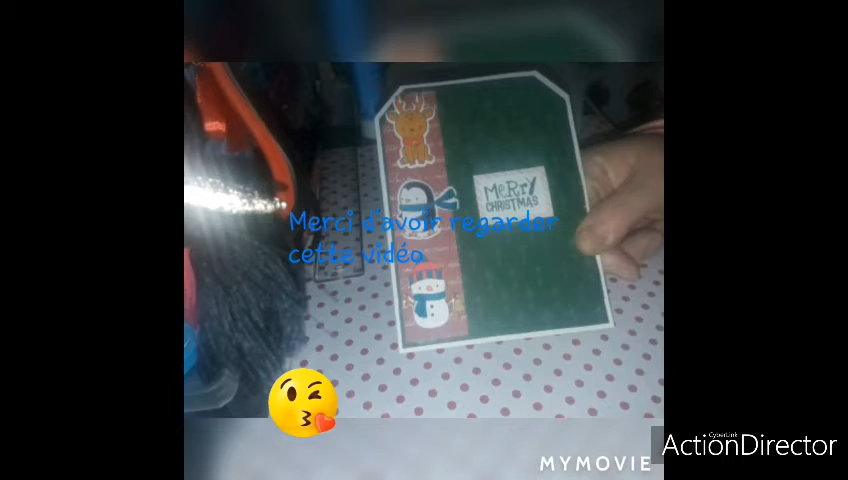 MERRY
CHRISTMAS
Merci d'avoir regarder
cette vidéo
MYMOVIE
CyberLink
ActionDirector